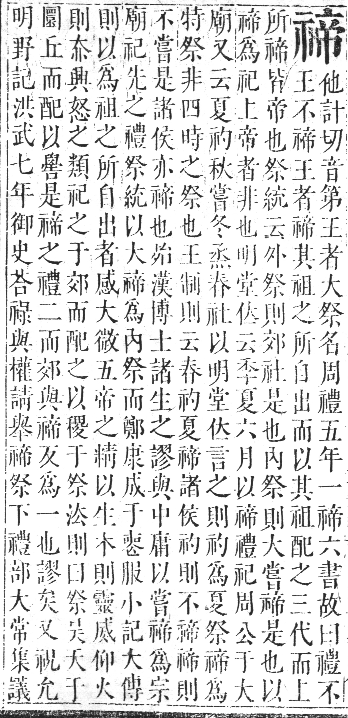 禘他計切音第王者大祭名周禮五年一禘六書故曰禮不
王不禘王者禘其祖之所自出而以其祖配之三代而上
所禘皆帝也祭統云外祭則郊社是也內祭則大嘗禘是也以
禘爲祀上帝者非也明堂位云季夏六月以禘禮祀周公于大
廟又云夏礿秋嘗冬烝春社以明堂位言之則礿爲夏祭禘爲
特祭非四時之祭也王制則云春礿夏禘諸侯礿則不禘禘則
不嘗是諸侯亦禘也始漢博士諸生之謬與中庸以嘗禘爲宗
廟祀先之禮祭統以大禘爲內祭而鄭康成于喪服小記大傳
則以爲祖之所自出者感大微五帝之精以生木則靈威仰火
則赤熛怒之類祀之于郊而配之以稷于祭法則曰祭昊天于
圜丘而配以嚳是禘之禮二而郊與禘反爲一也謬矣又祝允
明野記洪武七年御史荅祿與權請舉禘祭下禮部大常集議